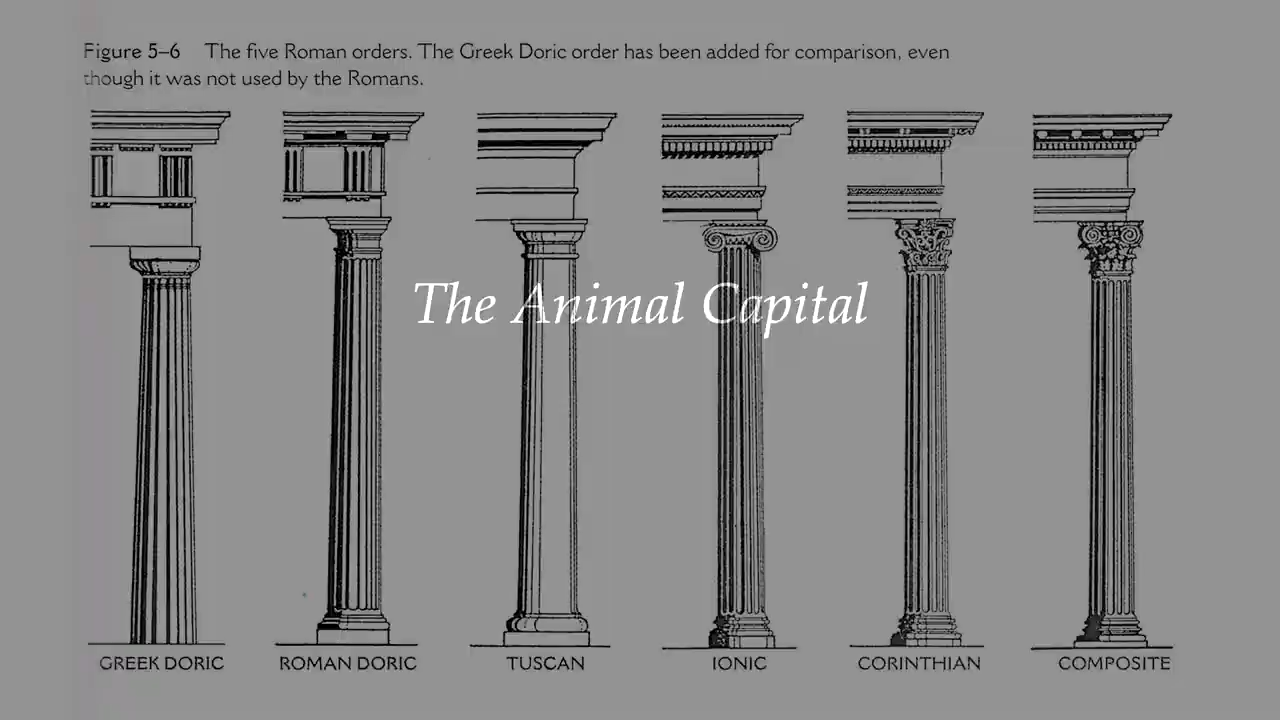 Figure 5–6 The five Roman orders. The Greek Doric order has been added for comparison, even
though it was not used by the Romans.
The Animal Capital
GREEK DORIC ROMAN DORIC TUSCAN IONIC CORINTHIAN COMPOSITE